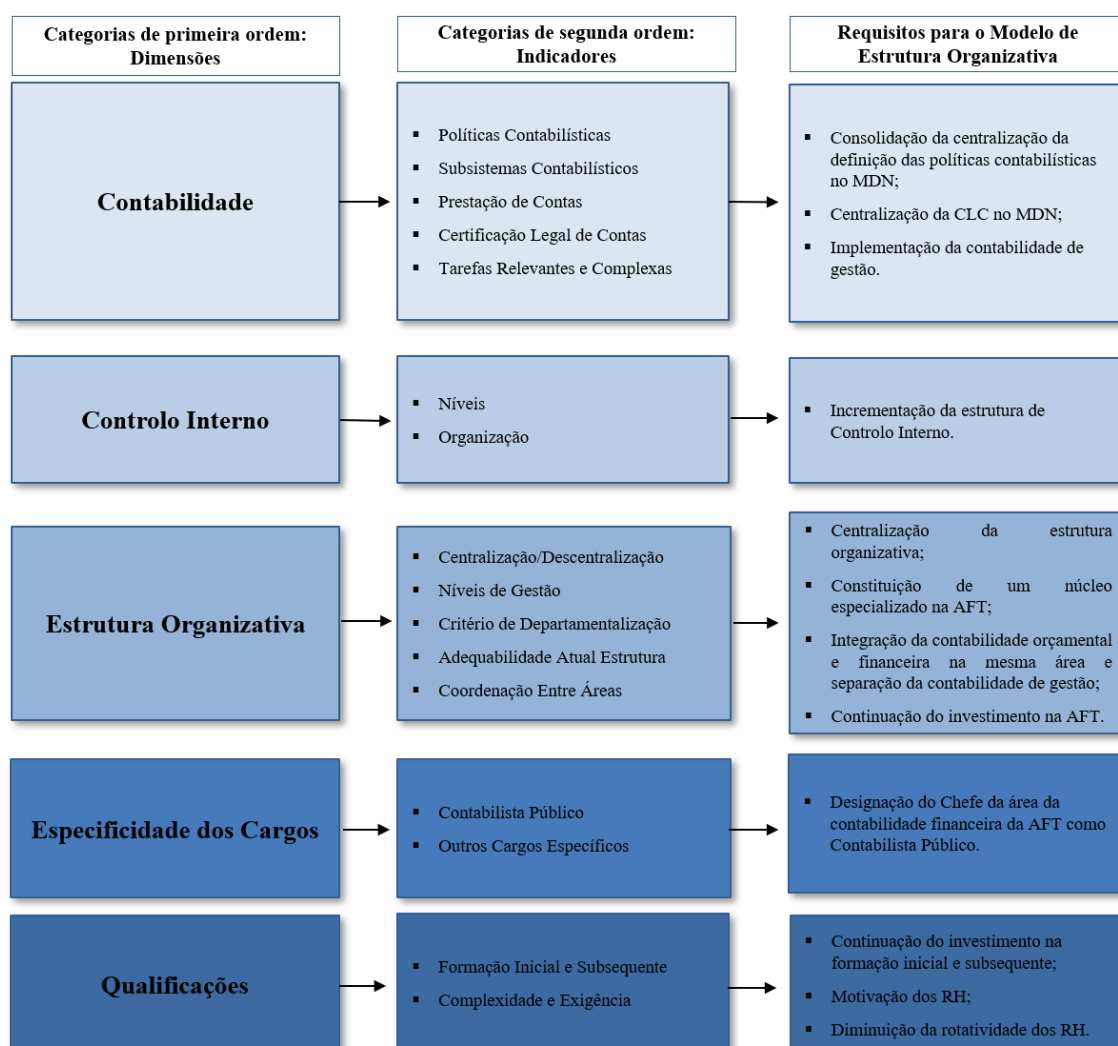 Categorias de primeira ordem:
Dimensões
Categorias de segunda ordem:
Indicadores
Requisitos para o Modelo de
Estrutura Organizativa
Contabilidade
▪ Políticas Contabilísticas
▪ Subsistemas Contabilísticos
▪ Prestação de Contas
▪ Certificação Legal de Contas
▪ Tarefas Relevantes e Complexas
▪ Consolidação da centralização da
definição das políticas contabilísticas
no MDN;
▪ Centralização da CLC no MDN;
▪ Implementação da contabilidade de
gestão.
Controlo Interno
▪ Níveis
▪ Organização
▪ Incrementação da estrutura de
Controlo Interno.
Estrutura Organizativa
▪ Centralização/Descentralização
▪ Níveis de Gestão
▪ Critério de Departamentalização
▪ Adequabilidade Atual Estrutura
▪ Coordenação Entre Áreas
▪ Centralização da estrutura
organizativa;
▪ Constituição de um núcleo
especializado na AFT;
▪ Integração da contabilidade orçamental
e financeira na mesma área e
separação da contabilidade de gestão;
▪ Continuação do investimento na AFT.
Especificidade dos Cargos
▪ Contabilista Público
▪ Outros Cargos Específicos
▪ Designação do Chefe da área da
contabilidade financeira da AFT como
Contabilista Público.
Qualificações
▪ Formação Inicial e Subsequente
▪ Complexidade e Exigência
▪ Continuação do investimento na
formação inicial e subsequente;
▪ Motivação dos RH;
▪ Diminuição da rotatividade dos RH.